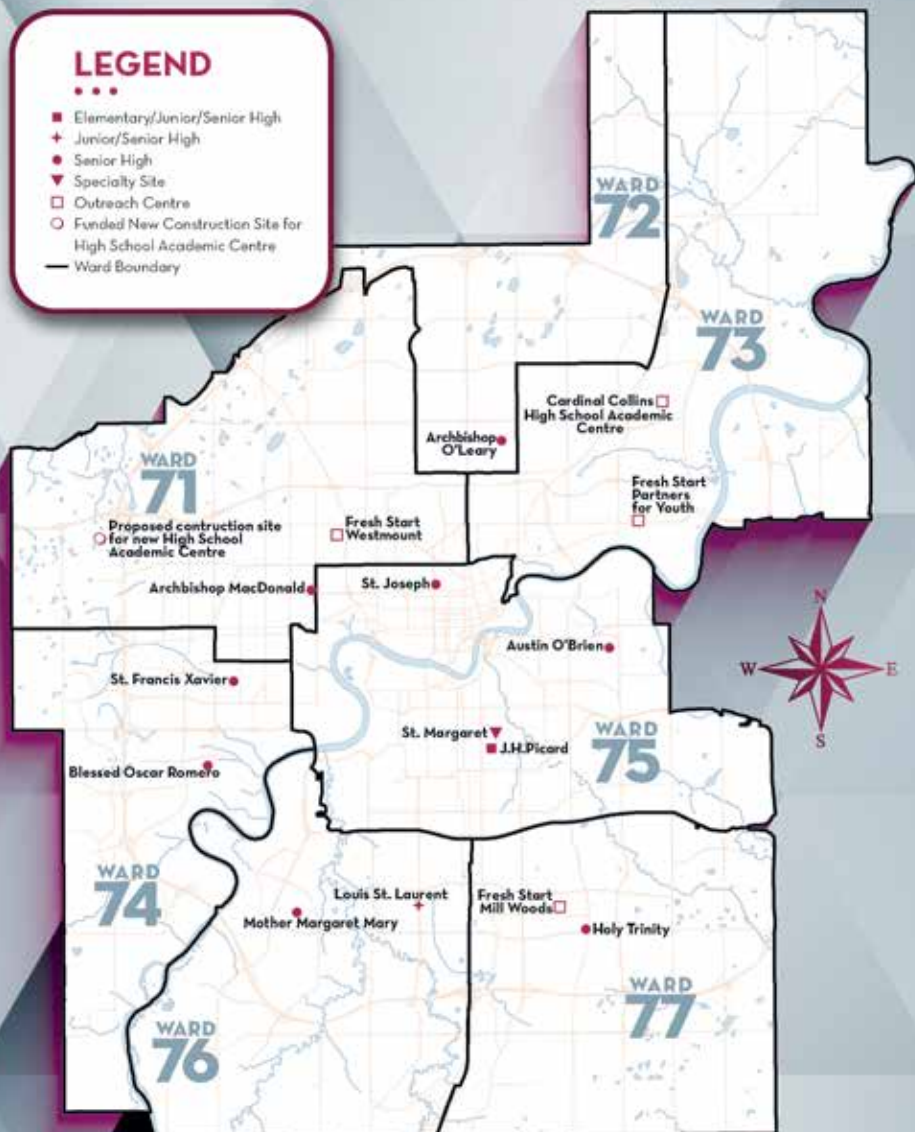 LEGEND
Elementary/Junior/Senior High
Junior/Senior High
Senior High
Specialty Site
Outreach Centre
Funded New Construction Site for
High School Academic Centre
Ward Boundary
WARD
72
WARD
73
Cardinal Collins
High School Academic
Centre
Archbishop
O'Leary
WARD
71
Fresh Start
Partners
for Youth
Proposed contruction site
for new High School
Academic Centre
Fresh Start
Westmount
Archbishop MacDonald
St. Joseph
N
W
E
S
Austin O'Brien
St. Francis Xavier
St. Margaret
J.H.Picard
WARD
75
Blessed Oscar Romero
WARD
74
Louis St. Laurent
Mother Margaret Mary
Fresh Start
Mill Woods
Holy Trinity
WARD
77
WARD
76